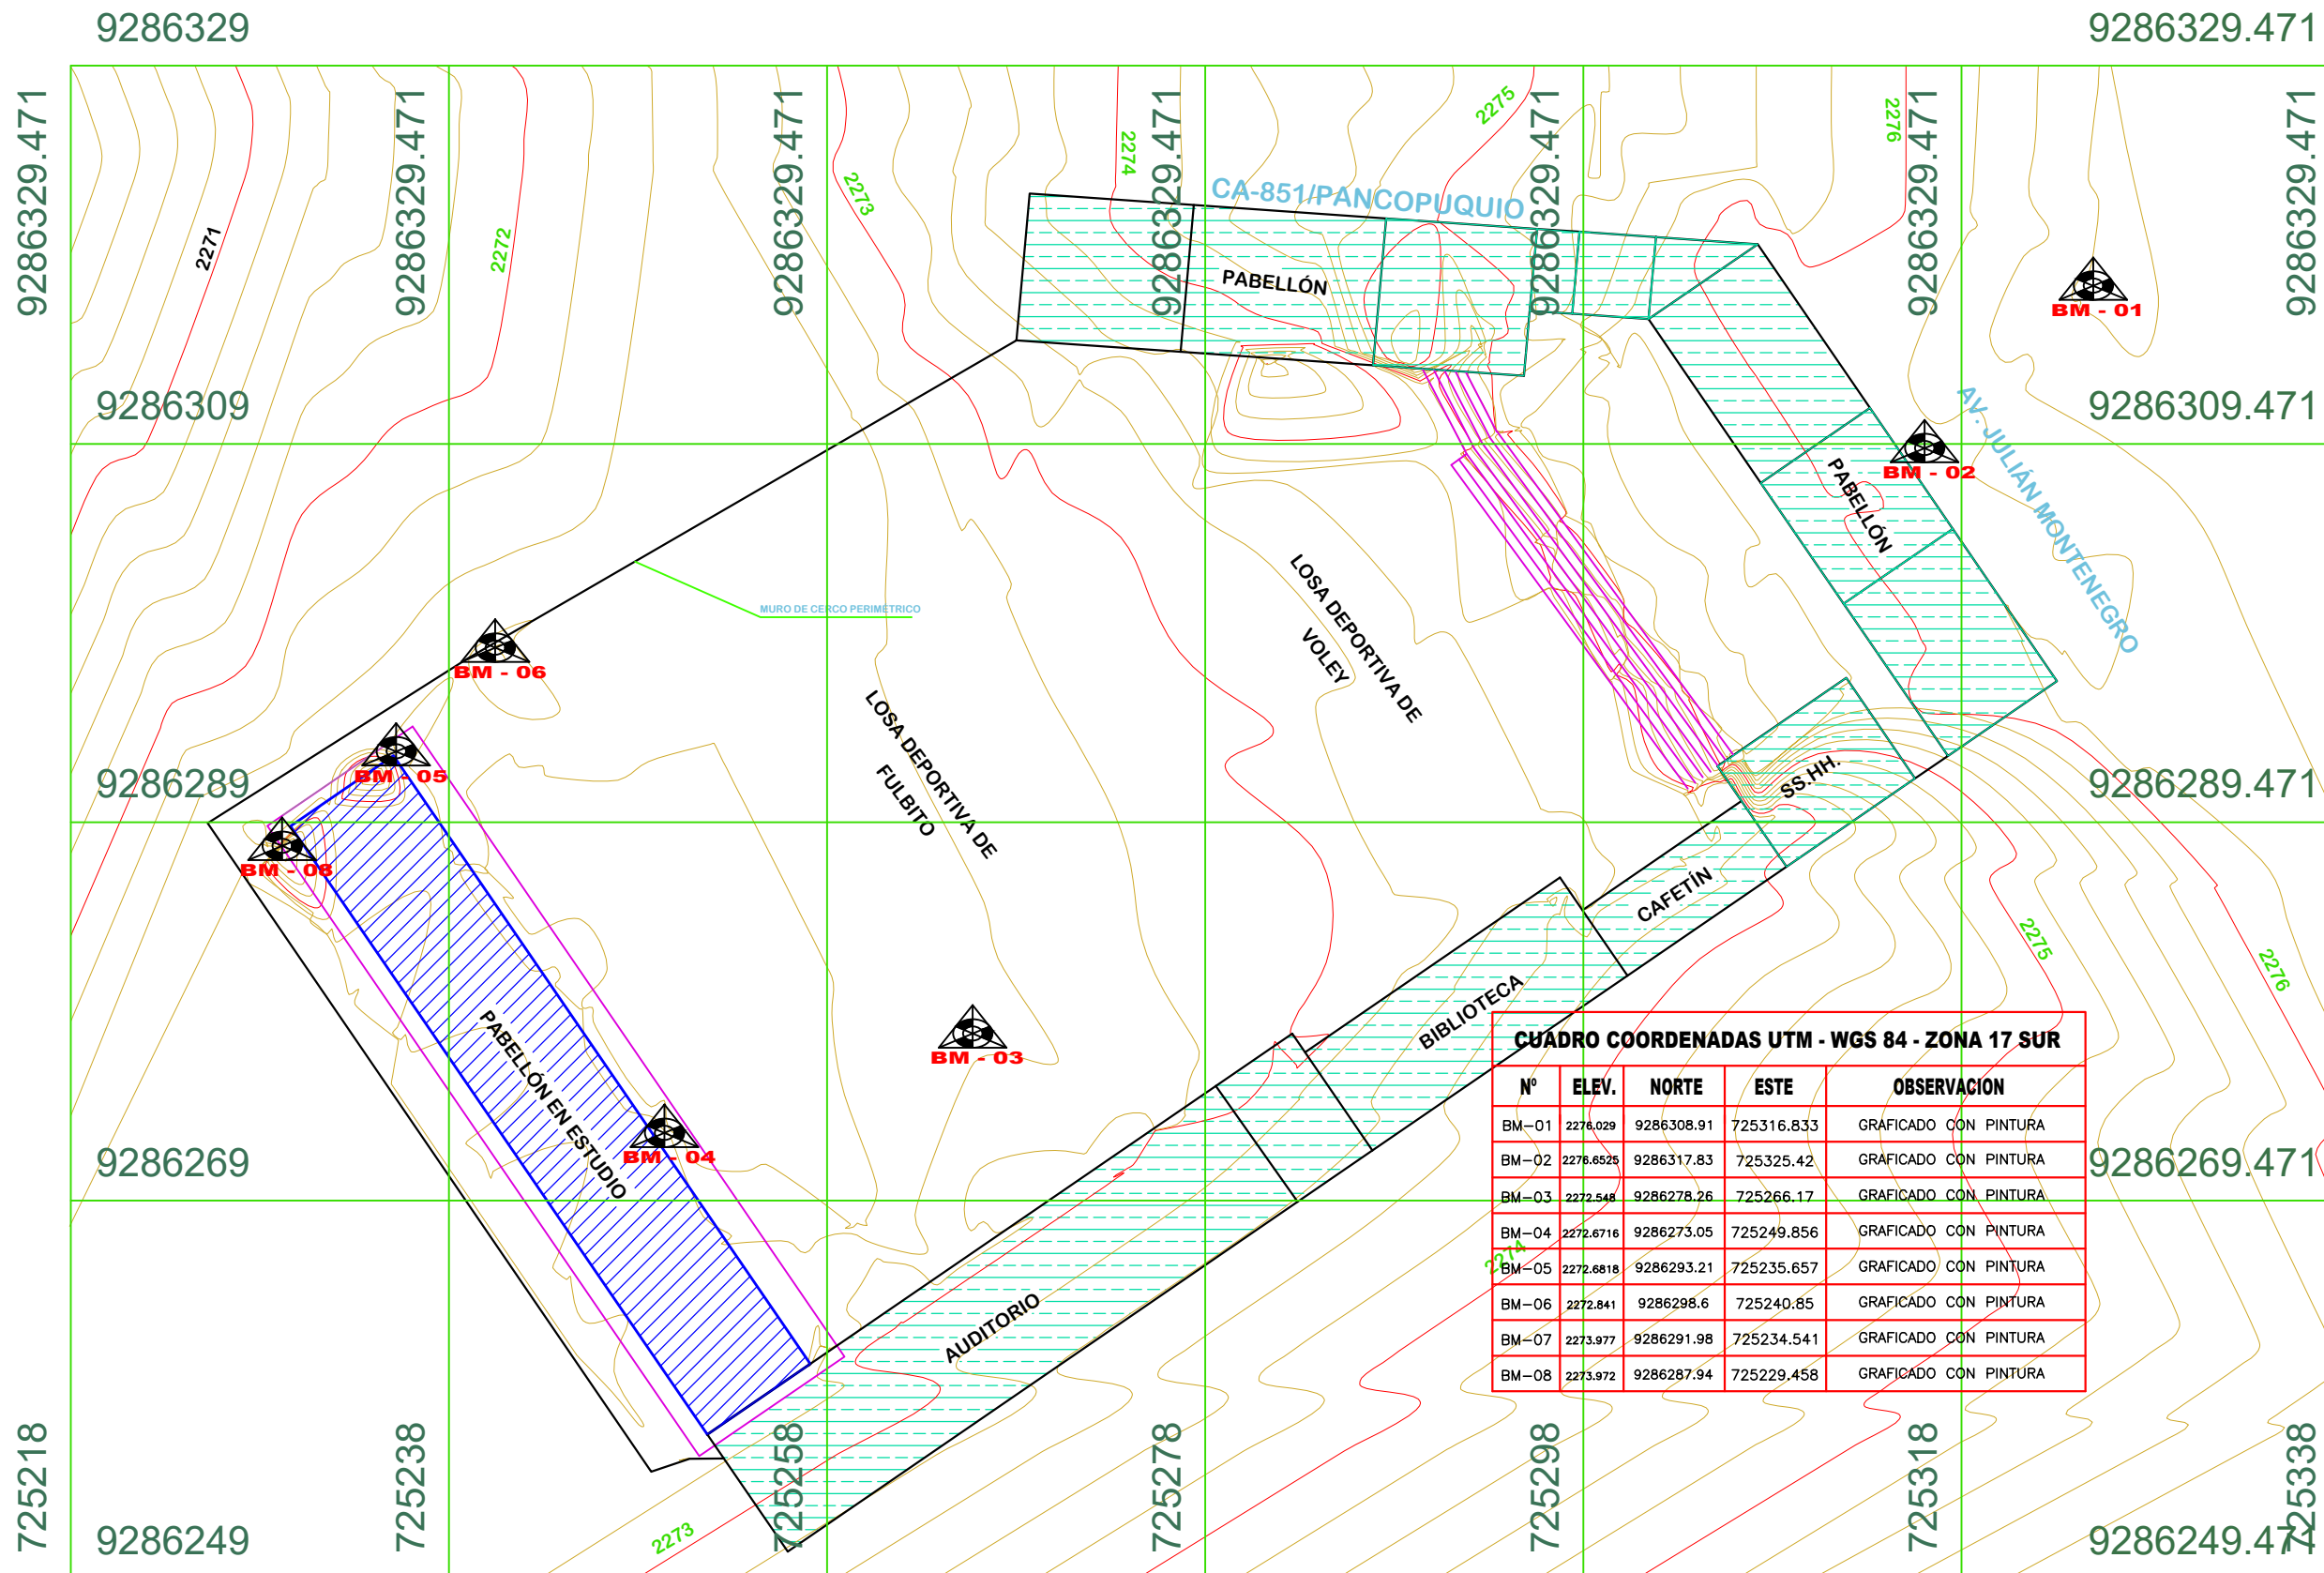 9286329
9286329.471
9286329.471
9286329.471
9286329.471
9286329.471
9286329.471
9286329.471
9286329.471
2271
2272
2273
2274
2275
2276
CA-851/PANCOPUQUIO
PABELLÓN
BM - 01
9286309
9286309.471
AV. JULIÁN MONTENEGRO
BM - 02
PABELLÓN
LOSA DEPORTIVA DE
VOLEY
MURO DE CERCO PERIMÉTRICO
BM - 06
LOSA DEPORTIVA DE
FULBITO
BM - 05
9286289
9286289.471
SS.HH.
BM - 08
CAFETÍN
2275
2276
BIBLIOTECA
PABELLÓN EN ESTUDIO
BM - 03
BM - 04
9286269
9286269.471
CUADRO COORDENADAS UTM - WGS 84 - ZONA 17 SUR
Nº ELEV. NORTE ESTE OBSERVACION
BM-01 2276.029 9286308.91 725316.833 GRAFICADO CON PINTURA
BM-02 2276.6525 9286317.83 725325.42 GRAFICADO CON PINTURA
BM-03 2272.548 9286278.26 725266.17 GRAFICADO CON PINTURA
BM-04 2272.6716 9286273.05 725249.856 GRAFICADO CON PINTURA
BM-05 2272.6818 9286293.21 725235.657 GRAFICADO CON PINTURA
BM-06 2272.841 9286298.6 725240.85 GRAFICADO CON PINTURA
BM-07 2273.977 9286291.98 725234.541 GRAFICADO CON PINTURA
BM-08 2273.972 9286287.94 725229.458 GRAFICADO CON PINTURA
2274
AUDITORIO
2273
725218
725238
725258
725278
725298
725318
725338
9286249
9286249.471